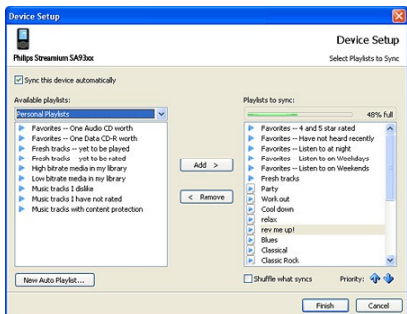 Device Setup
Device Setup
Philips Streamium SA93xx
Select Playlists to Sync
Sync this device automatically
Available playlists:
Personal Playlists
Favorites -- One Audio CD worth
Favorites -- One Data CD-R worth
Fresh tracks -- yet to be played
Fresh tracks -- yet to be rated
High bitrate media in my library
Low bitrate media in my library
Music tracks I dislike
Music tracks I have not rated
Music tracks with content protection
New Auto Playlist...
Add >
< Remove
Playlists to sync:
48% full
Favorites -- 4 and 5 star rated
Favorites -- Have not heard recently
Favorites -- Listen to at night
Favorites -- Listen to on Weekdays
Favorites -- Listen to on Weekends
Fresh tracks
Party
Work out
Cool down
relax
rev me up!
Blues
Classical
Classic Rock
Shuffle what syncs
Priority:
Finish
Cancel